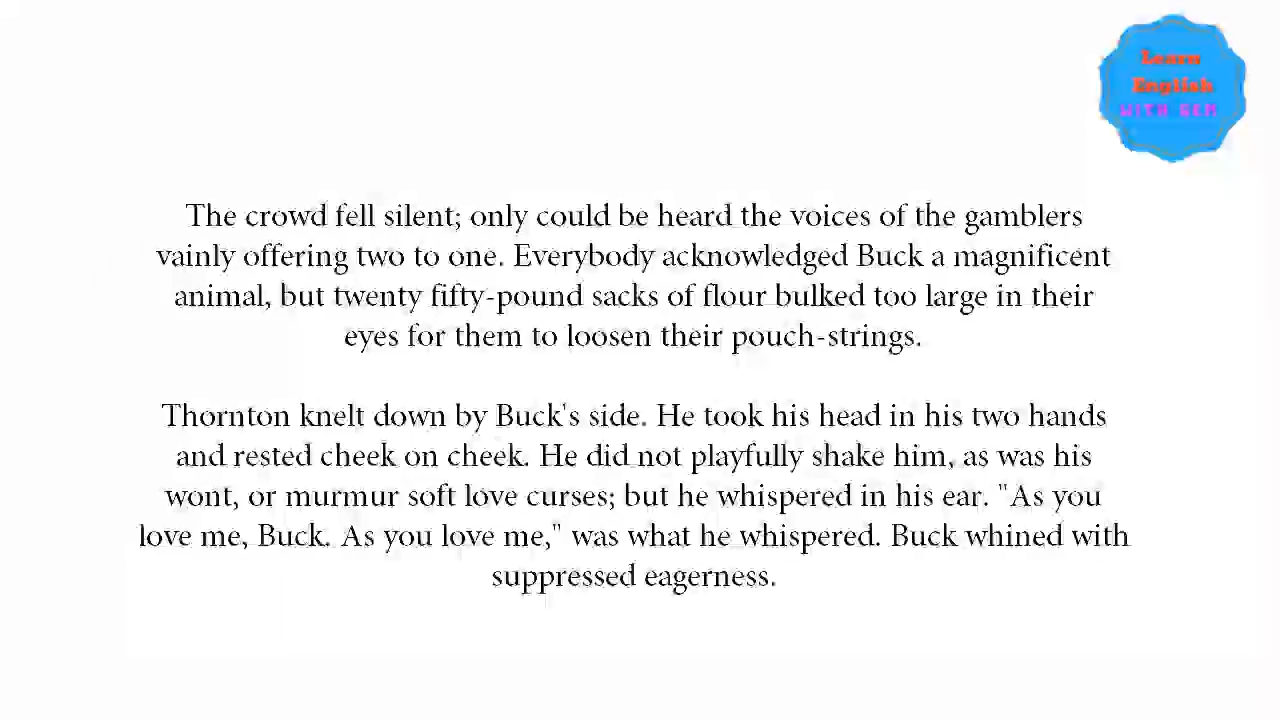 Learn
English
WITH GEM
The crowd fell silent; only could be heard the voices of the gamblers
vainly offering two to one. Everybody acknowledged Buck a magnificent
animal, but twenty fifty-pound sacks of flour bulked too large in their
eyes for them to loosen their pouch-strings.
Thornton knelt down by Buck's side. He took his head in his two hands
and rested cheek on cheek. He did not playfully shake him, as was his
wont, or murmur soft love curses; but he whispered in his ear. "As you
love me, Buck. As you love me," was what he whispered. Buck whined with
suppressed eagerness.